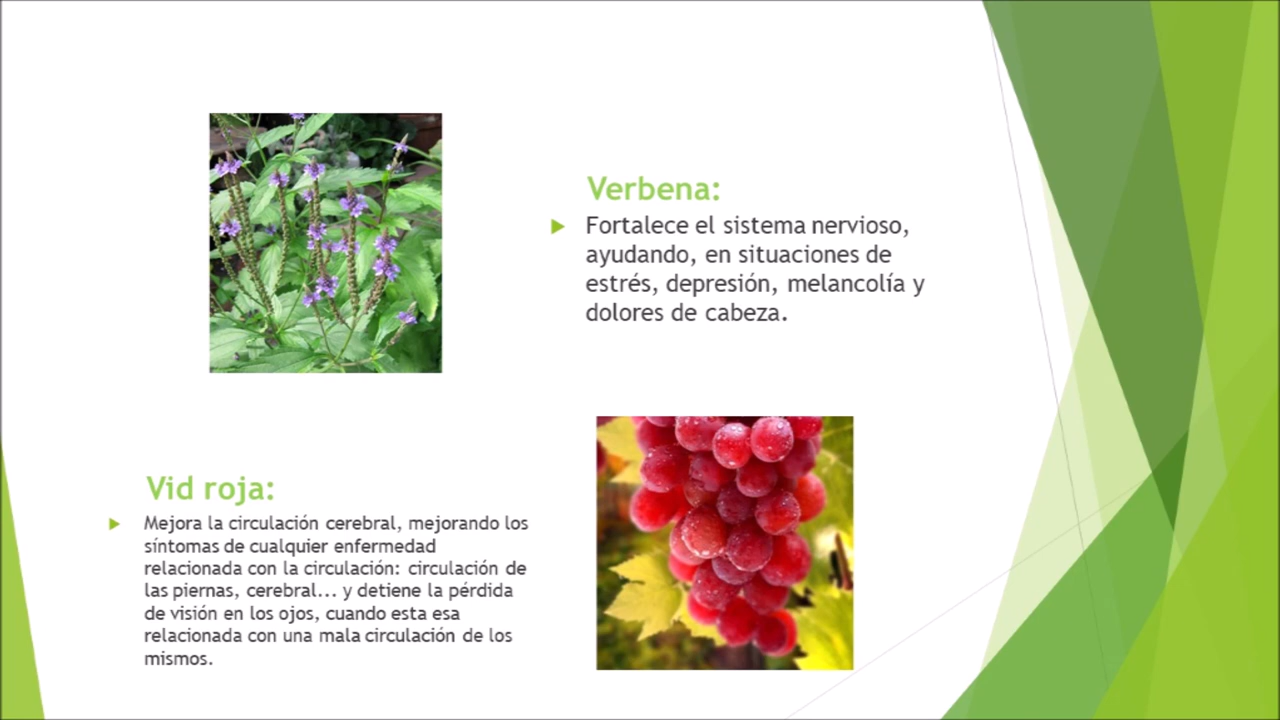 Verbena:
Fortalece el sistema nervioso,
ayudando, en situaciones de
estrés, depresión, melancolía y
dolores de cabeza.
Vid roja:
Mejora la circulación cerebral, mejorando los
síntomas de cualquier enfermedad
relacionada con la circulación: circulación de
las piernas, cerebral... y detiene la pérdida
de visión en los ojos, cuando esta esa
relacionada con una mala circulación de los
mismos.